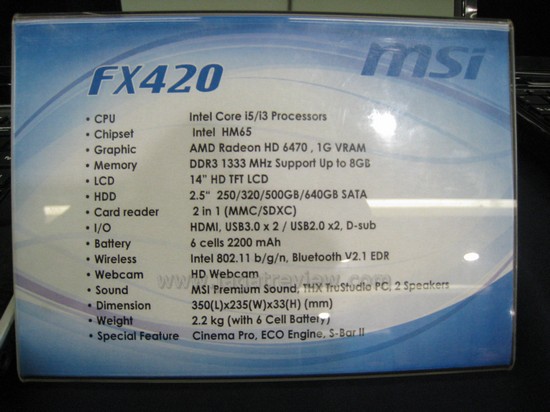 msi
FX420
• CPU Intel Core i5/i3 Processors
• Chipset Intel HM65
• Graphic AMD Radeon HD 6470 , 1G VRAM
• Memory DDR3 1333 MHz Support Up to 8GB
• LCD 14" HD TFT LCD
• HDD 2.5" 250/320/500GB/640GB SATA
• Card reader 2 in 1 (MMC/SDXC)
• I/O HDMI, USB3.0 x 2 / USB2.0 x2, D-sub
• Battery 6 cells 2200 mAh
• Wireless Intel 802.11 b/g/n, Bluetooth V2.1 EDR
• Webcam HD Webcam
• Sound MSI Premium Sound, THX TruStudio PC, 2 Speakers
• Dimension 350(L)x235(W)x33(H) (mm)
• Weight 2.2 kg (with 6 Cell Battery)
• Special Feature Cinema Pro, ECO Engine, S-Bar II